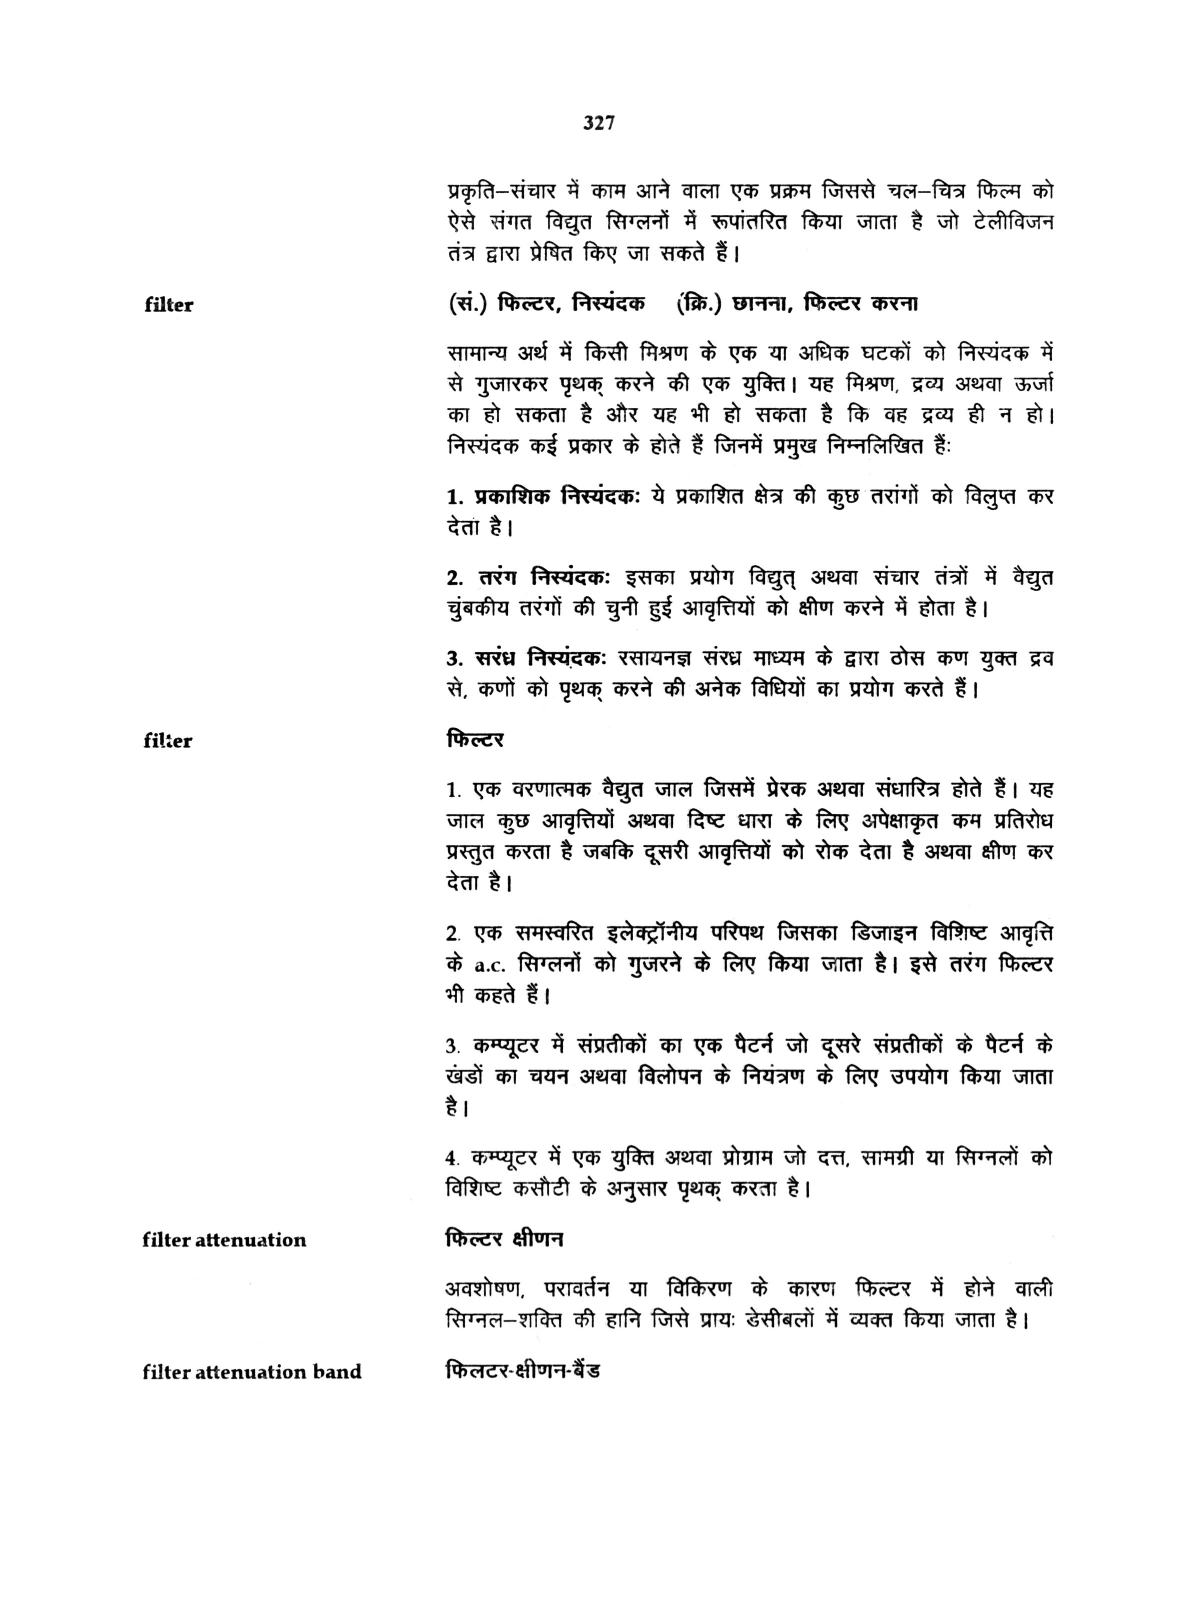 327
प्रकृति–संचार में काम आने वाला एक प्रक्रम जिससे चल–चित्र फिल्म को
ऐसे संगत विद्युत सिग्लनों में रूपांतरित किया जाता है जो टेलीविजन
तंत्र द्वारा प्रेषित किए जा सकते हैं।
filter (सं.) फिल्टर, निस्यंदक (क्रि.) छानना, फिल्टर करना
सामान्य अर्थ में किसी मिश्रण के एक या अधिक घटकों को निस्यंदक में
से गुजारकर पृथक् करने की एक युक्ति। यह मिश्रण, द्रव्य अथवा ऊर्जा
का हो सकता है और यह भी हो सकता है कि वह द्रव्य ही न हो।
निस्यंदक कई प्रकार के होते हैं जिनमें प्रमुख निम्नलिखित हैंः
1. प्रकाशिक निस्यंदकः ये प्रकाशित क्षेत्र की कुछ तरांगों को विलुप्त कर
देता है।
2. तरंग निस्यंदकः इसका प्रयोग विद्युत् अथवा संचार तंत्रों में वैद्युत
चुंबकीय तरंगों की चुनी हुई आवृत्तियों को क्षीण करने में होता है।
3. सरंध्र निस्यंदकः रसायनज्ञ संरध्र माध्यम के द्वारा ठोस कण युक्त द्रव
से, कणों को पृथक् करने की अनेक विधियों का प्रयोग करते हैं।
filter फिल्टर
1. एक वरणात्मक वैद्युत जाल जिसमें प्रेरक अथवा संधारित्र होते हैं। यह
जाल कुछ आवृत्तियों अथवा दिष्ट धारा के लिए अपेक्षाकृत कम प्रतिरोध
प्रस्तुत करता है जबकि दूसरी आवृत्तियों को रोक देता है अथवा क्षीण कर
देता है।
2. एक समस्वरित इलेक्ट्रॉनीय परिपथ जिसका डिजाइन विशिष्ट आवृत्ति
के a.c. सिग्लनों को गुजरने के लिए किया जाता है। इसे तरंग फिल्टर
भी कहते हैं।
3. कम्प्यूटर में संप्रतीकों का एक पैटर्न जो दूसरे संप्रतीकों के पैटर्न के
खंडों का चयन अथवा विलोपन के नियंत्रण के लिए उपयोग किया जाता
है।
4. कम्प्यूटर में एक युक्ति अथवा प्रोग्राम जो दत्त, सामग्री या सिग्नलों को
विशिष्ट कसौटी के अनुसार पृथक् करता है।
filter attenuation फिल्टर क्षीणन
अवशोषण, परावर्तन या विकिरण के कारण फिल्टर में होने वाली
सिग्नल–शक्ति की हानि जिसे प्रायः डेसीबलों में व्यक्त किया जाता है।
filter attenuation band फिलटर-क्षीणन-बैंड